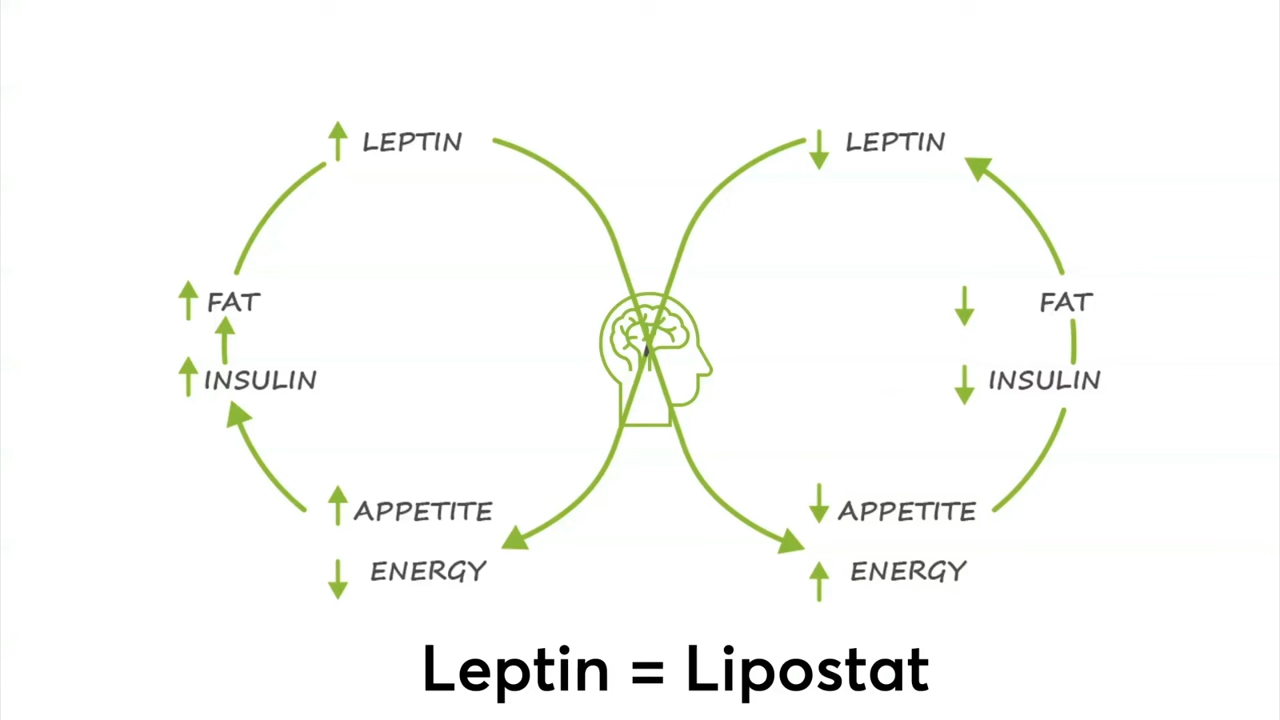 LEPTIN
FAT
INSULIN
APPETITE
ENERGY
LEPTIN
FAT
INSULIN
APPETITE
ENERGY
Leptin = Lipostat